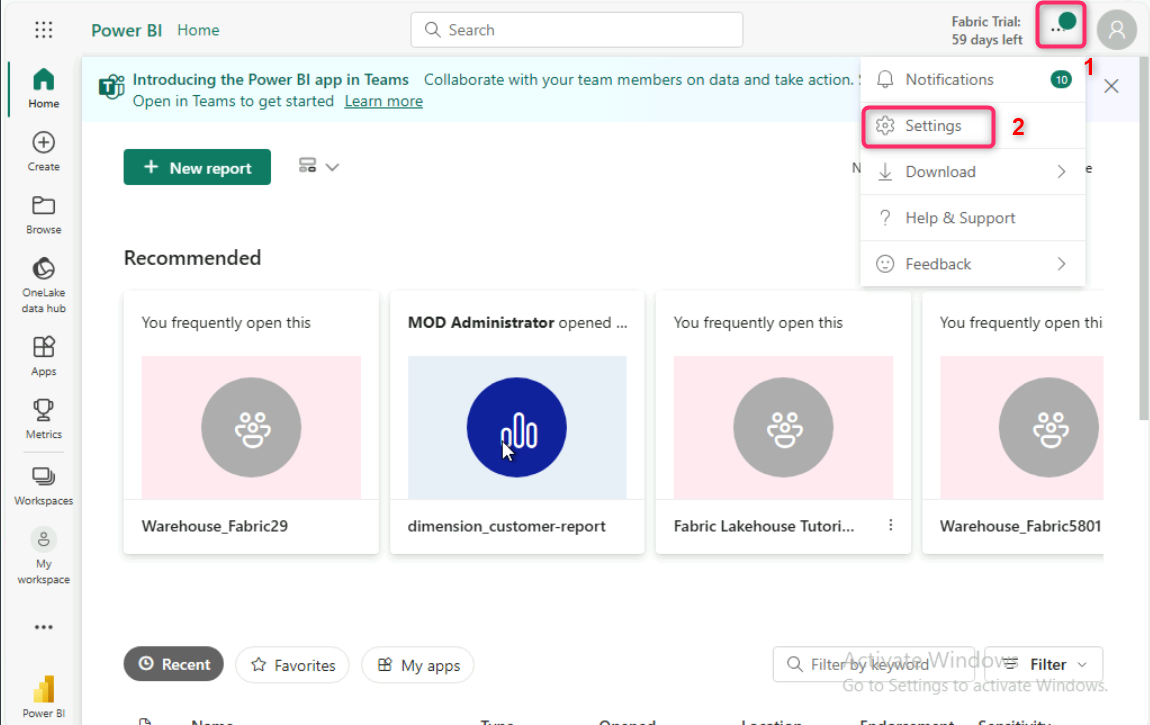 Power BI Home
Search
Fabric Trial:
59 days left
1
Introducing the Power BI app in Teams Collaborate with your team members on data and take action.
Open in Teams to get started Learn more
Notifications 10
Settings 2
Download
Help & Support
Feedback
Home
Create
Browse
OneLake
data hub
Apps
Metrics
Workspaces
My
workspace
Power BI
+ New report
Recommended
You frequently open this
Warehouse_Fabric29
MOD Administrator opened ...
dimension_customer-report
You frequently open this
Fabric Lakehouse Tutori...
You frequently open thi
Warehouse_Fabric5801
Recent
Favorites
My apps
Filter by keyword
Filter
Activate Windows
Go to Settings to activate Windows.
Name Type Opened Location Endorsement Sensitivity